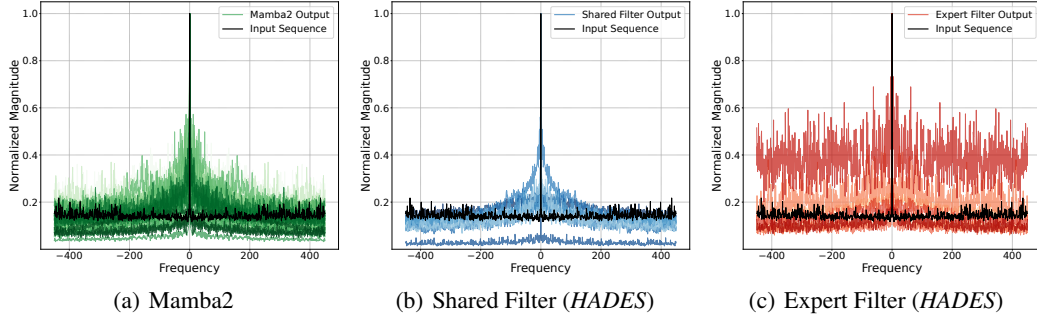 1.0
0.8
0.6
0.4
0.2
Normalized Magnitude
Mamba2 Output
Input Sequence
−400 −200 0 200 400
Frequency
(a) Mamba2
1.0
0.8
0.6
0.4
0.2
Normalized Magnitude
Shared Filter Output
Input Sequence
−400 −200 0 200 400
Frequency
(b) Shared Filter (HADES)
1.0
0.8
0.6
0.4
0.2
Normalized Magnitude
Expert Filter Output
Input Sequence
−400 −200 0 200 400
Frequency
(c) Expert Filter (HADES)